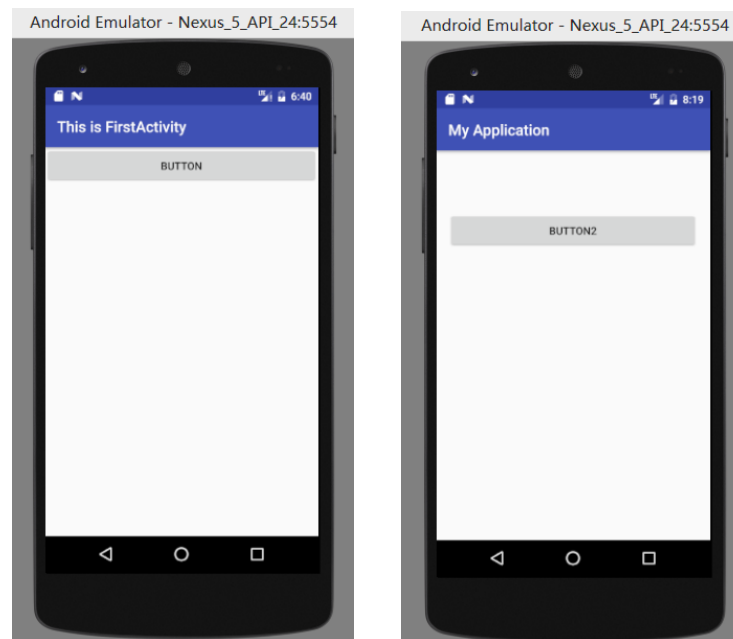 Android Emulator - Nexus_5_API_24:5554
6:40
This is FirstActivity
BUTTON
Android Emulator - Nexus_5_API_24:5554
8:19
My Application
BUTTON2